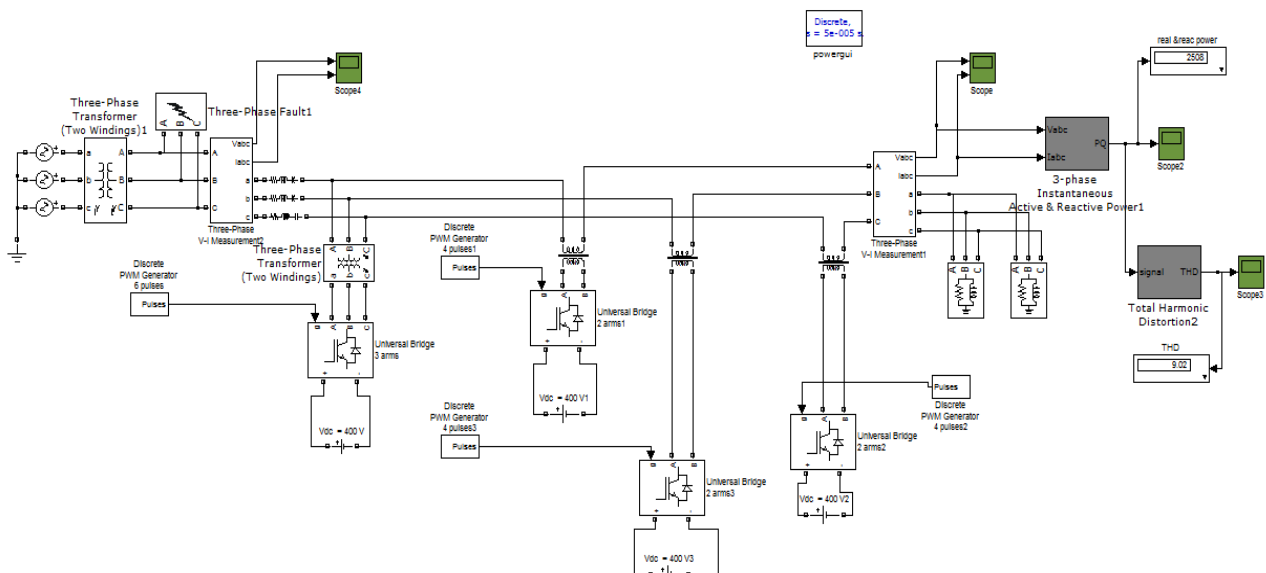 Discrete,
s = 5e-005 s.
powergui
real &reac power
2508
Scope4
Scope
Three-Phase
Transformer
(Two Windings)1
Three-Phase Fault1
A B C
a A
b B
c C
A
B
C
Vabc
Iabc
a
b
c
Three-Phase
V-I Measurement2
A
B
C
Vabc
Iabc
a
b
c
Three-Phase
V-I Measurement1
Vabc
Iabc
PQ
3-phase
Instantaneous
Active & Reactive Power1
Scope2
Discrete
PWM Generator
6 pulses
Pulses
Three-Phase
Transformer
(Two Windings)
A B C
a b c
Discrete
PWM Generator
4 pulses1
Pulses
g A B C
+ -
Universal Bridge
3 arms
Vdc = 400 V
g A B
+ -
Universal Bridge
2 arms1
Vdc = 400 V1
Discrete
PWM Generator
4 pulses3
Pulses
g A B
+ -
Universal Bridge
2 arms3
Vdc = 400 V3
Pulses
Discrete
PWM Generator
4 pulses2
g A B
+ -
Universal Bridge
2 arms2
Vdc = 400 V2
A B C
A B C
signal THD
Total Harmonic
Distortion2
Scope3
THD
9.02